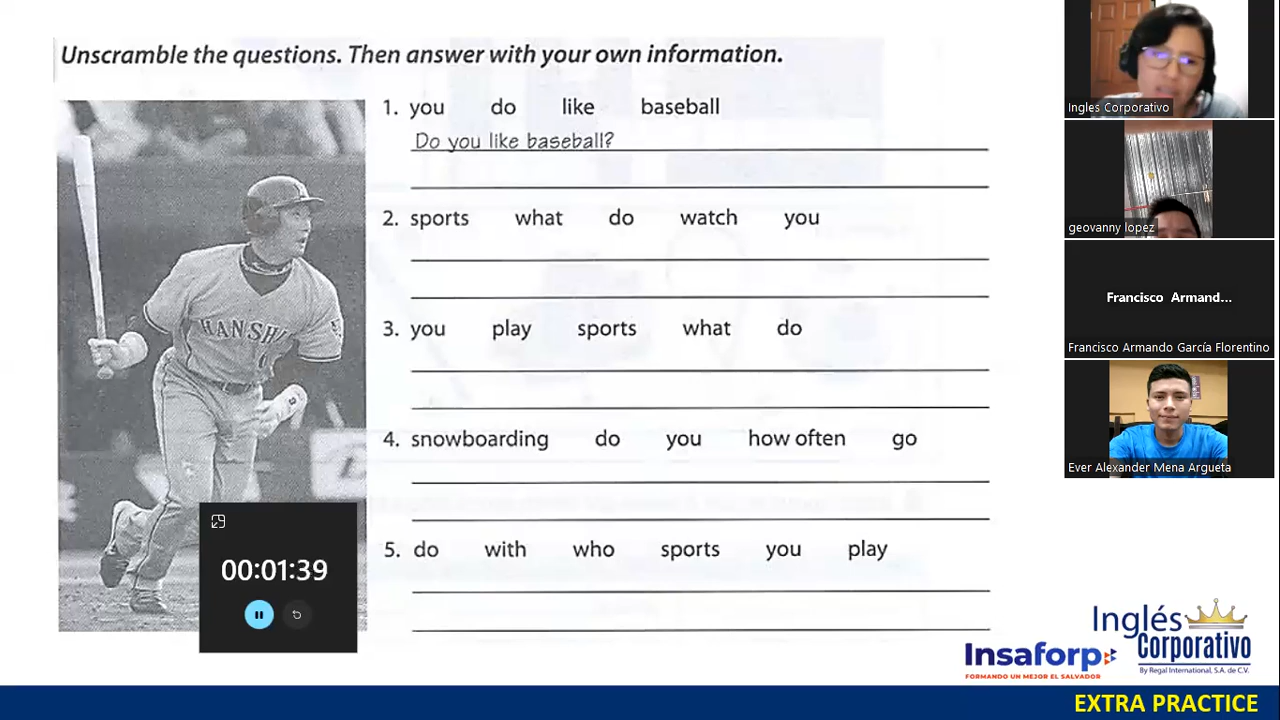 Unscramble the questions. Then answer with your own information.
1. you do like baseball
Do you like baseball?
2. sports what do watch you
3. you play sports what do
4. snowboarding do you how often go
5. do with who sports you play
HANSHI
00:01:39
Ingles Corporativo
geovanny lopez
Francisco Armand...
Francisco Armando García Florentino
Ever Alexander Mena Argueta
Insaforp
FORMANDO UN MEJOR EL SALVADOR
Inglés
Corporativo
By Regal International, S.A. de C.V.
EXTRA PRACTICE